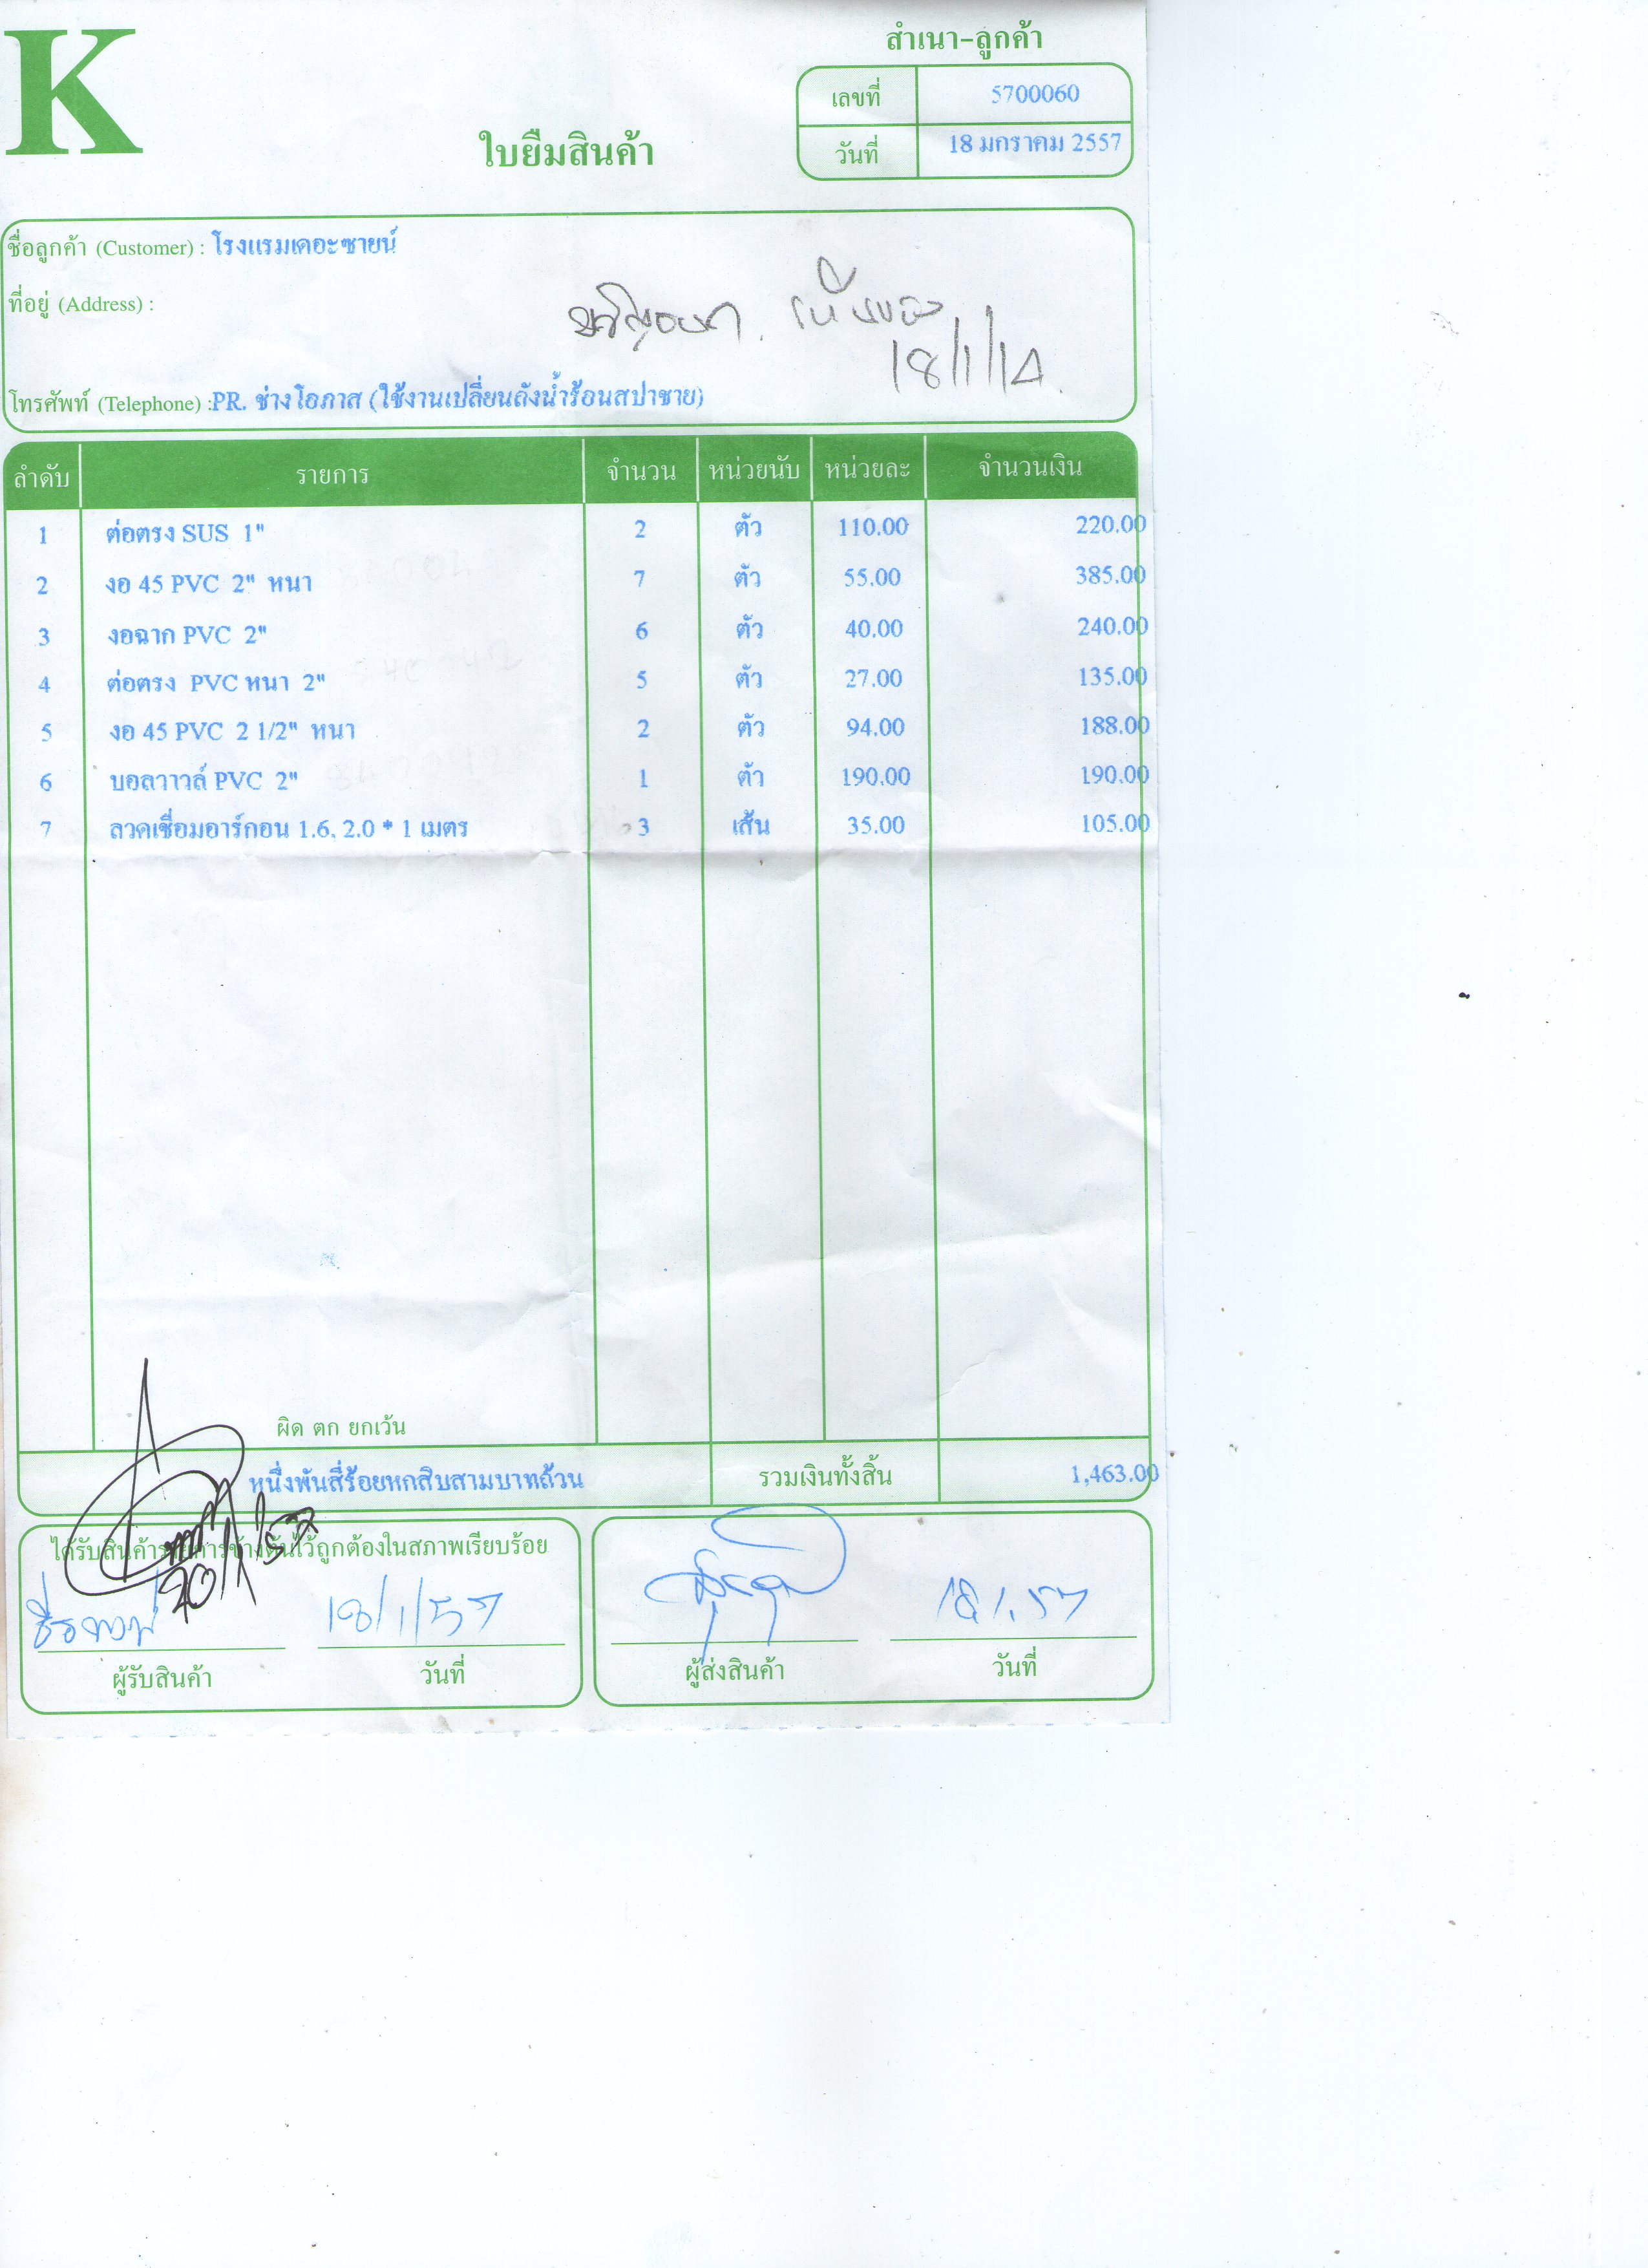 K
สำเนา-ลูกค้า
เลขที่ 5700060
ใบยืมสินค้า
วันที่ 18 มกราคม 2557
ชื่อลูกค้า (Customer) : โรงแรมเดอะซายน์
ที่อยู่ (Address) :
18/1/14
โทรศัพท์ (Telephone) :PR. ช่างโอภาส (ใช้งานเปลี่ยนถังน้ำร้อนสปาชาย)
ลำดับ รายการ จำนวน หน่วยนับ หน่วยละ จำนวนเงิน
1 ต่อตรง SUS 1" 2 ตัว 110.00 220.00
2 งอ 45 PVC 2" หนา 7 ตัว 55.00 385.00
3 งอฉาก PVC 2" 6 ตัว 40.00 240.00
4 ต่อตรง PVC หนา 2" 5 ตัว 27.00 135.00
5 งอ 45 PVC 2 1/2" หนา 2 ตัว 94.00 188.00
6 บอลวาวล์ PVC 2" 1 ตัว 190.00 190.00
7 ลวดเชื่อมอาร์กอน 1.6, 2.0 * 1 เมตร 3 เส้น 35.00 105.00
ผิด ตก ยกเว้น
หนึ่งพันสี่ร้อยหกสิบสามบาทถ้วน รวมเงินทั้งสิ้น 1,463.00
ได้รับสินค้ารายการข้างต้นไว้ถูกต้องในสภาพเรียบร้อย
18/1/57 18/1/57
ผู้รับสินค้า วันที่ ผู้ส่งสินค้า วันที่